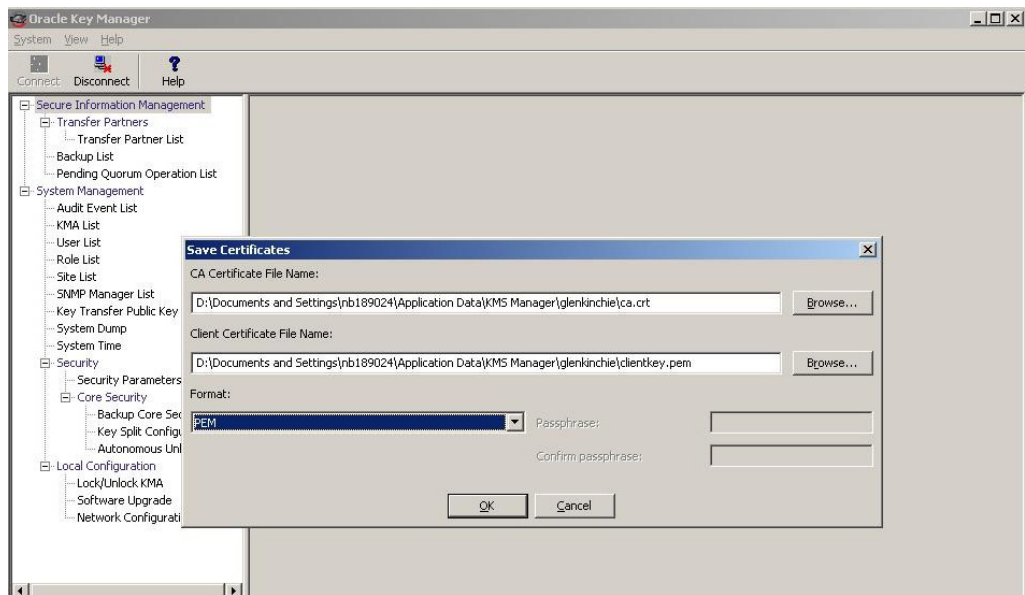 Oracle Key Manager
System View Help
Connect Disconnect Help
Secure Information Management
Transfer Partners
Transfer Partner List
Backup List
Pending Quorum Operation List
System Management
Audit Event List
KMA List
User List
Role List
Site List
SNMP Manager List
Key Transfer Public Key
System Dump
System Time
Security
Security Parameters
Core Security
Backup Core Sec
Key Split Configu
Autonomous Unl
Local Configuration
Lock/Unlock KMA
Software Upgrade
Network Configurati
Save Certificates
CA Certificate File Name:
D:\Documents and Settings\nb189024\Application Data\KMS Manager\glenkinchie\ca.crt
Browse...
Client Certificate File Name:
D:\Documents and Settings\nb189024\Application Data\KMS Manager\glenkinchie\clientkey.pem
Browse...
Format:
PEM
Passphrase:
Confirm passphrase:
OK Cancel